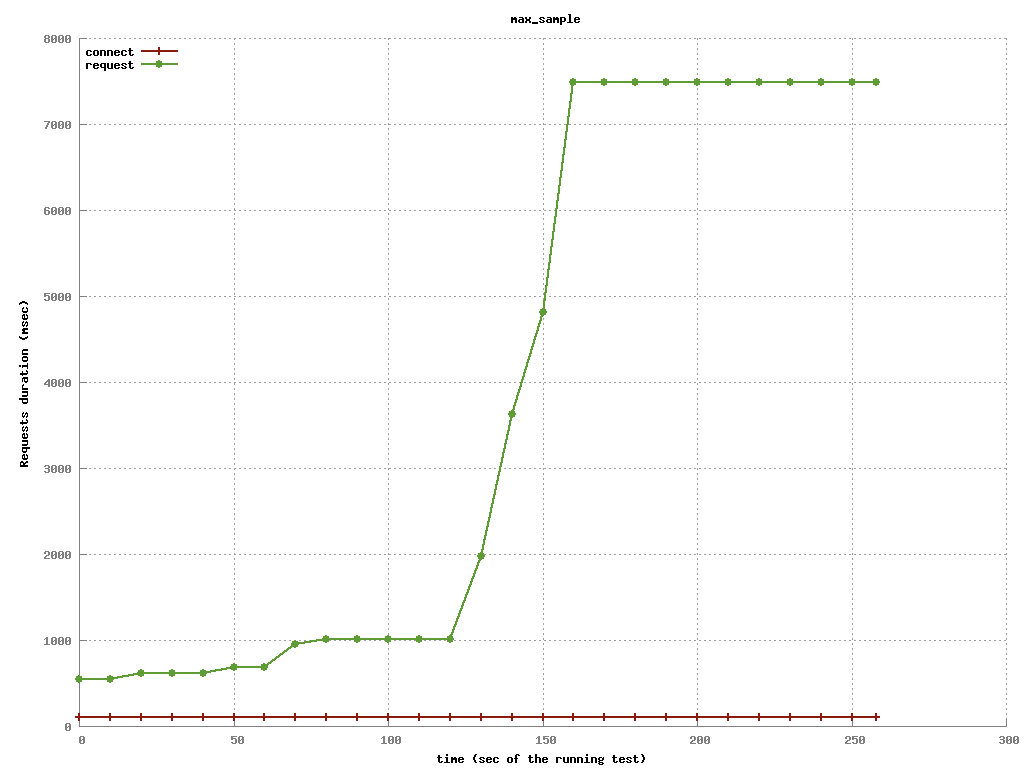 max_sample
8000
connect
request
7000
6000
5000
4000
3000
2000
1000
0
Requests duration (msec)
0 50 100 150 200 250 300
time (sec of the running test)